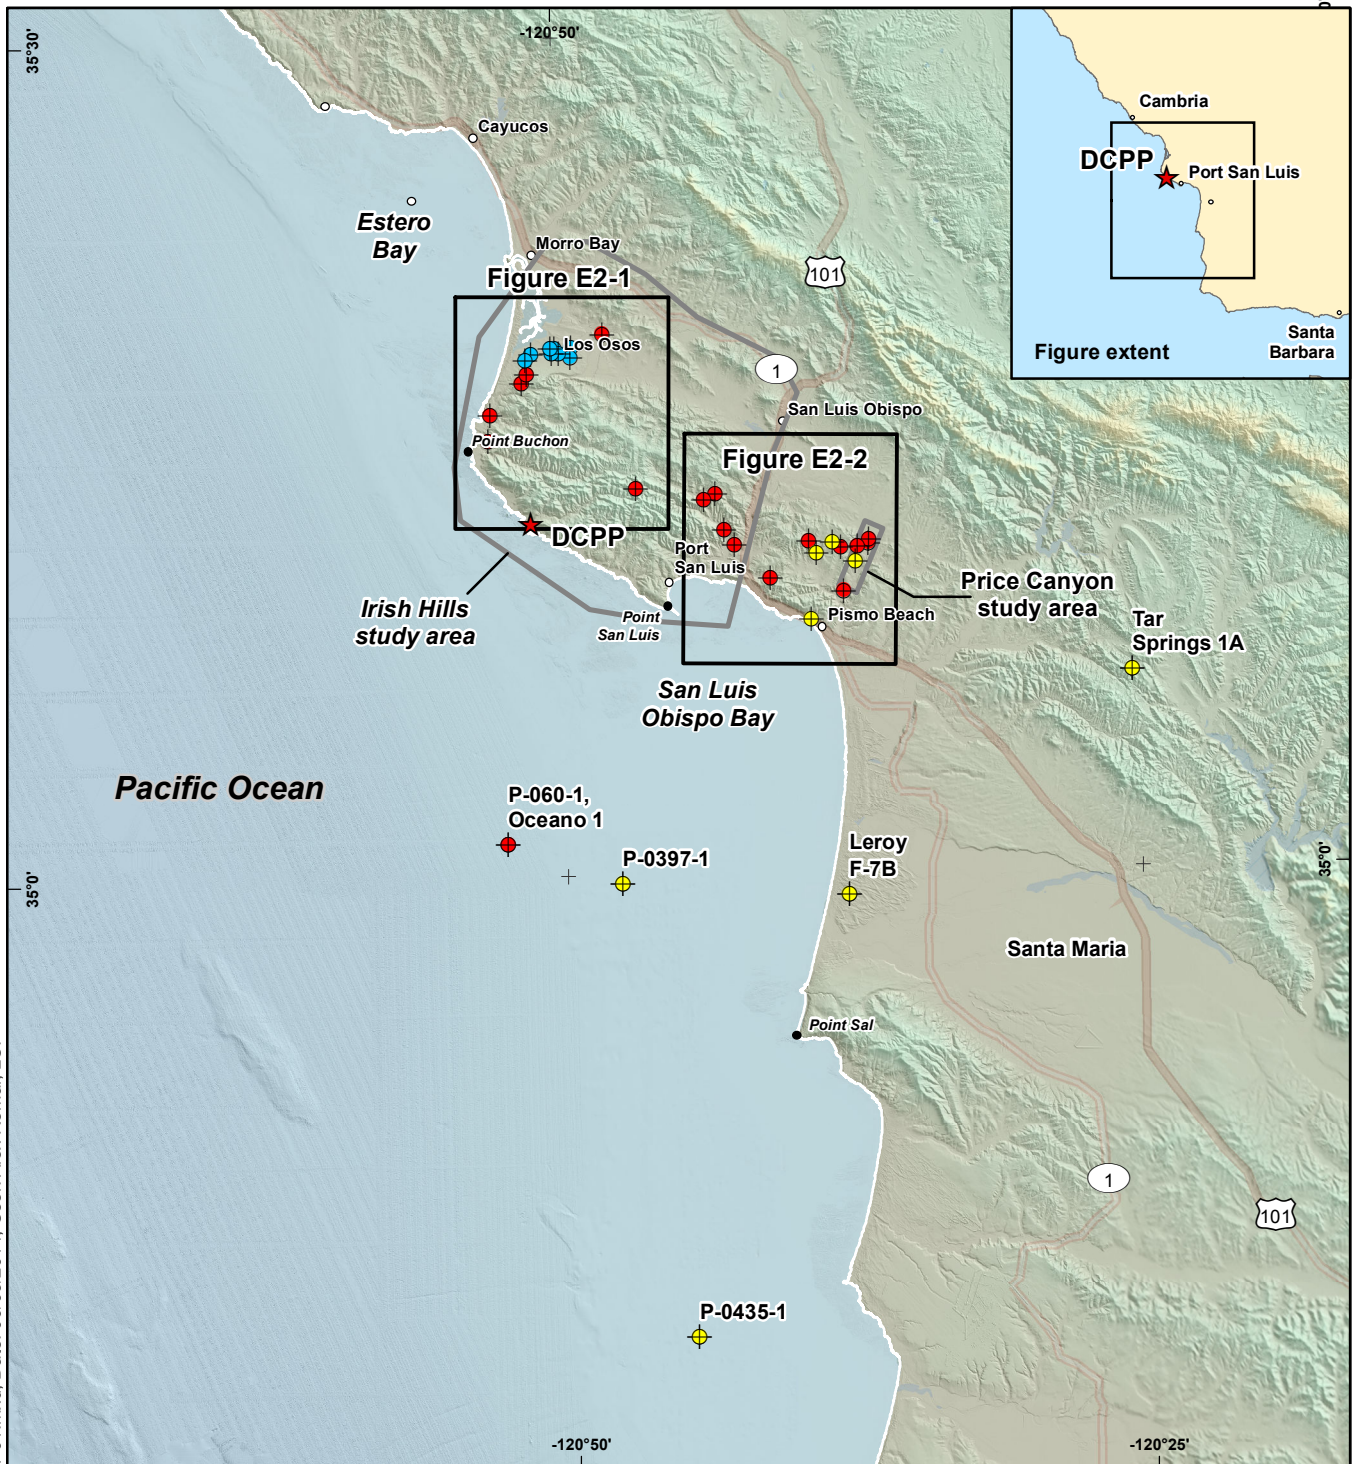 -120°50'
35°30'
Cambria
DCPP
Port San Luis
Santa
Barbara
Figure extent
Cayucos
Estero
Bay
Morro Bay
Figure E2-1
101
Los Osos
1
San Luis Obispo
Point Buchon
Figure E2-2
DCPP
Port
San Luis
Irish Hills
study area
Point
San Luis
Price Canyon
study area
Pismo Beach
Tar
Springs 1A
San Luis
Obispo Bay
Pacific Ocean
P-060-1,
Oceano 1
P-0397-1
Leroy
F-7B
35°0'
35°0'
Santa Maria
Point Sal
1
101
P-0435-1
-120°50'
-120°25'